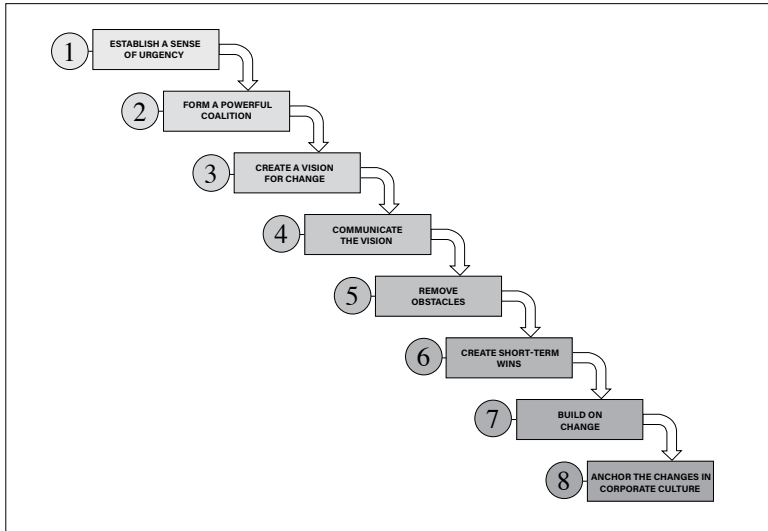 1
ESTABLISH A SENSE
OF URGENCY
2
FORM A POWERFUL
COALITION
3
CREATE A VISION
FOR CHANGE
4
COMMUNICATE
THE VISION
5
REMOVE
OBSTACLES
6
CREATE SHORT-TERM
WINS
7
BUILD ON
CHANGE
8
ANCHOR THE CHANGES IN
CORPORATE CULTURE